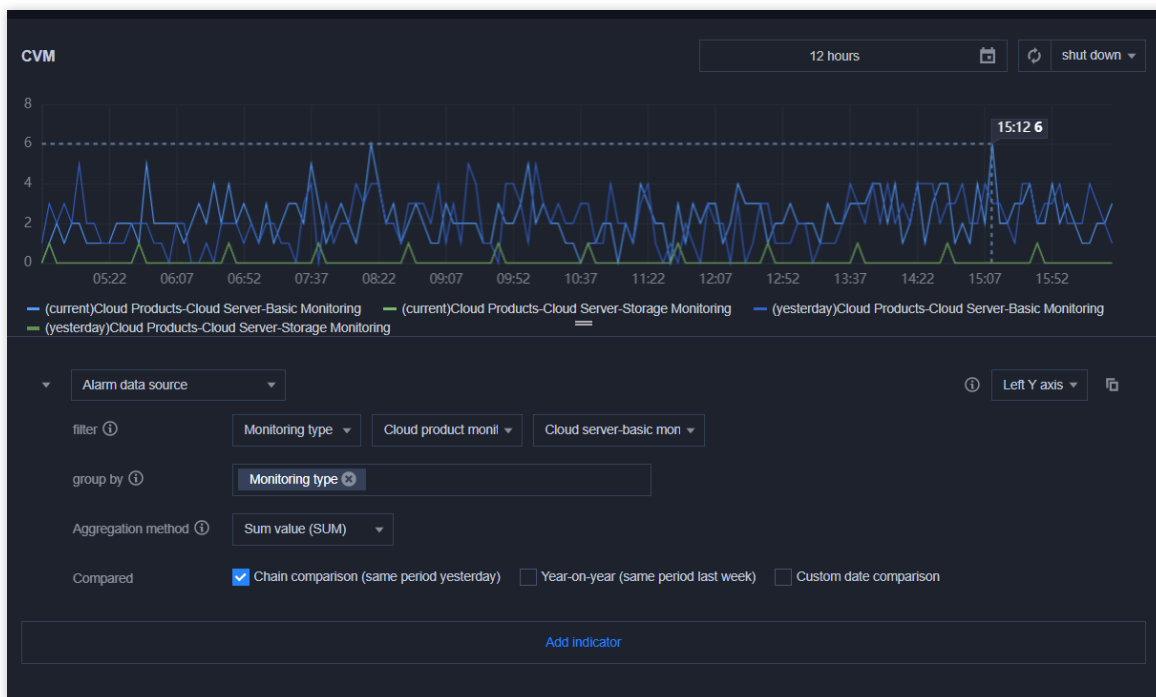 CVM
12 hours
shut down
8
6
4
2
0
15:12 6
05:22 06:07 06:52 07:37 08:22 09:07 09:52 10:37 11:22 12:07 12:52 13:37 14:22 15:07 15:52
(current)Cloud Products-Cloud Server-Basic Monitoring (current)Cloud Products-Cloud Server-Storage Monitoring (yesterday)Cloud Products-Cloud Server-Basic Monitoring
(yesterday)Cloud Products-Cloud Server-Storage Monitoring
Alarm data source Left Y axis
filter Monitoring type Cloud product monit Cloud server-basic mon
group by Monitoring type
Aggregation method Sum value (SUM)
Compared Chain comparison (same period yesterday) Year-on-year (same period last week) Custom date comparison
Add indicator